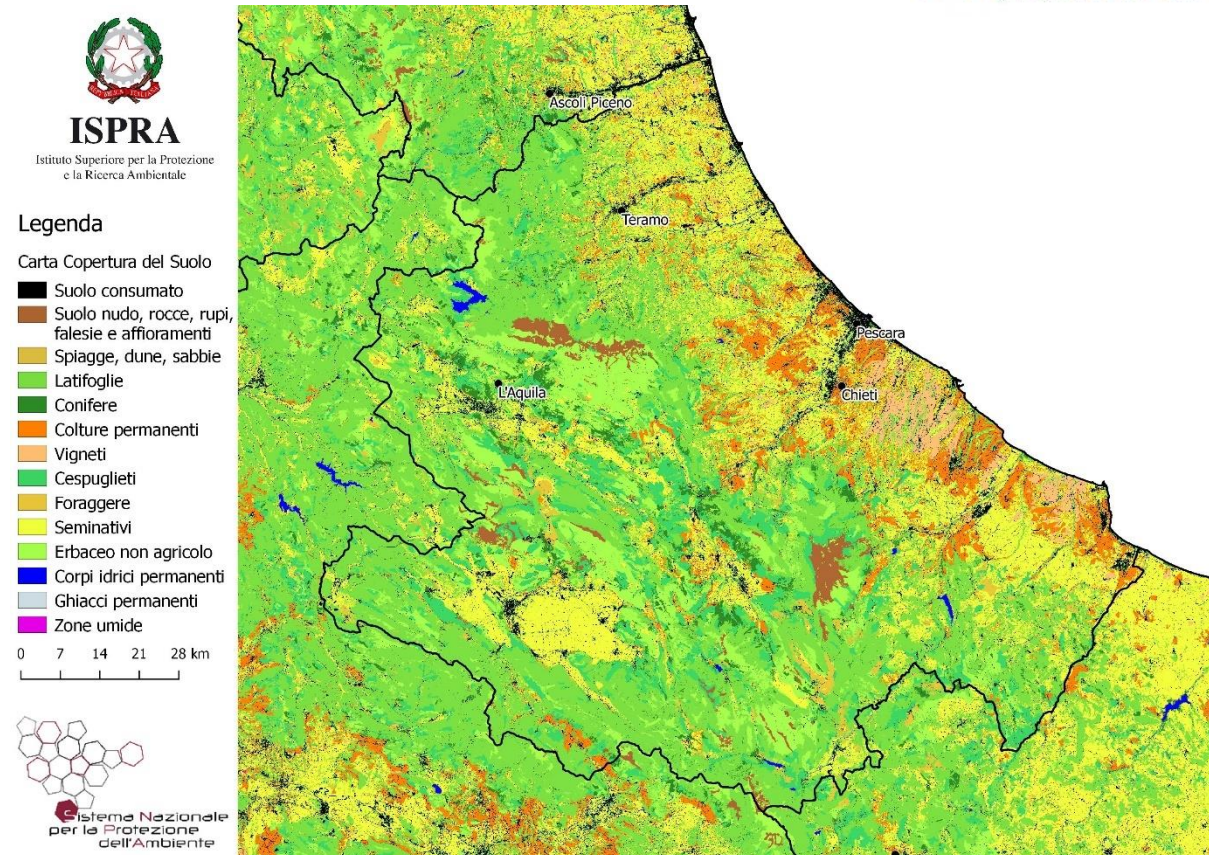 ISPRA
Istituto Superiore per la Protezione
e la Ricerca Ambientale
Legenda
Carta Copertura del Suolo
Suolo consumato
Suolo nudo, rocce, rupi,
falesie e affioramenti
Spiagge, dune, sabbie
Latifoglie
Conifere
Colture permanenti
Vigneti
Cespuglieti
Foraggere
Seminativi
Erbaceo non agricolo
Corpi idrici permanenti
Ghiacci permanenti
Zone umide
0 7 14 21 28 km
Sistema Nazionale
per la Protezione
dell'Ambiente
Ascoli Piceno
Teramo
Pescara
L'Aquila
Chieti